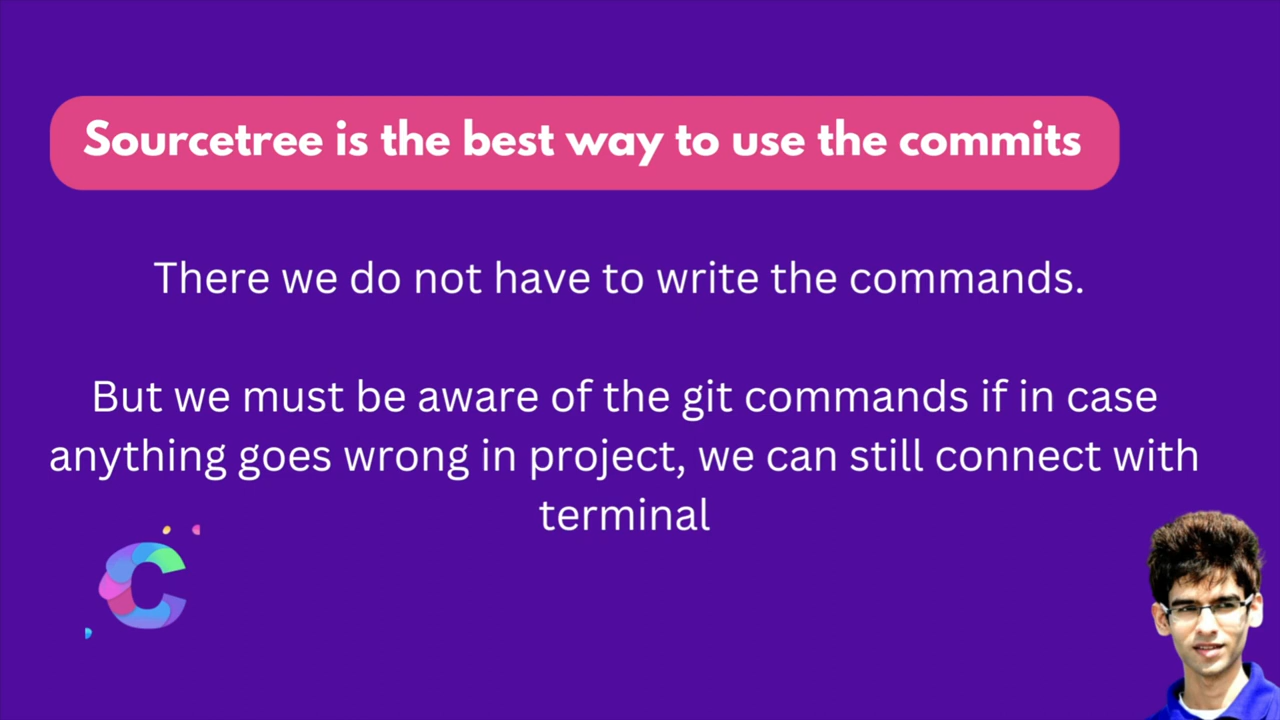 Sourcetree is the best way to use the commits
There we do not have to write the commands.
But we must be aware of the git commands if in case
anything goes wrong in project, we can still connect with
terminal